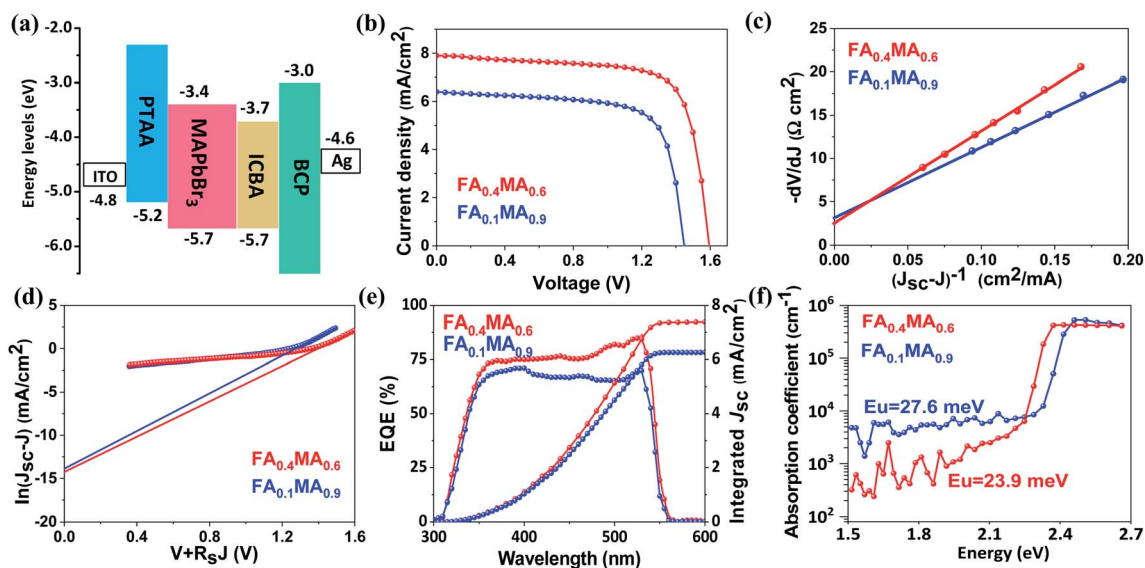 (a)
Energy levels (eV)
-2.0
-3.0
-4.0
-5.0
-6.0
ITO
-4.8
PTAA
-5.2
-3.4
MAPbBr3
-5.7
-3.7
ICBA
-5.7
-3.0
BCP
-4.6
Ag
(b)
Current density (mA/cm2)
10
8
6
4
2
0
FA0.4MA0.6
FA0.1MA0.9
0.0 0.4 0.8 1.2 1.6
Voltage (V)
(c)
-dV/dJ (Ω cm2)
25
20
15
10
5
0
FA0.4MA0.6
FA0.1MA0.9
0.00 0.05 0.10 0.15 0.20
(JSC-J)-1 (cm2/mA)
(d)
ln(JSC-J) (mA/cm2)
10
5
0
-5
-10
-15
-20
FA0.4MA0.6
FA0.1MA0.9
0.0 0.4 0.8 1.2 1.6
V+RSJ (V)
(e)
EQE (%)
100
75
50
25
0
FA0.4MA0.6
FA0.1MA0.9
300 400 500 600
Wavelength (nm)
8
7
6
5
4
3
2
1
0
Integrated JSC (mA/cm2)
(f)
Absorption coefficient (cm-1)
106
105
104
103
102
FA0.4MA0.6
FA0.1MA0.9
Eu=27.6 meV
Eu=23.9 meV
1.5 1.8 2.1 2.4 2.7
Energy (eV)